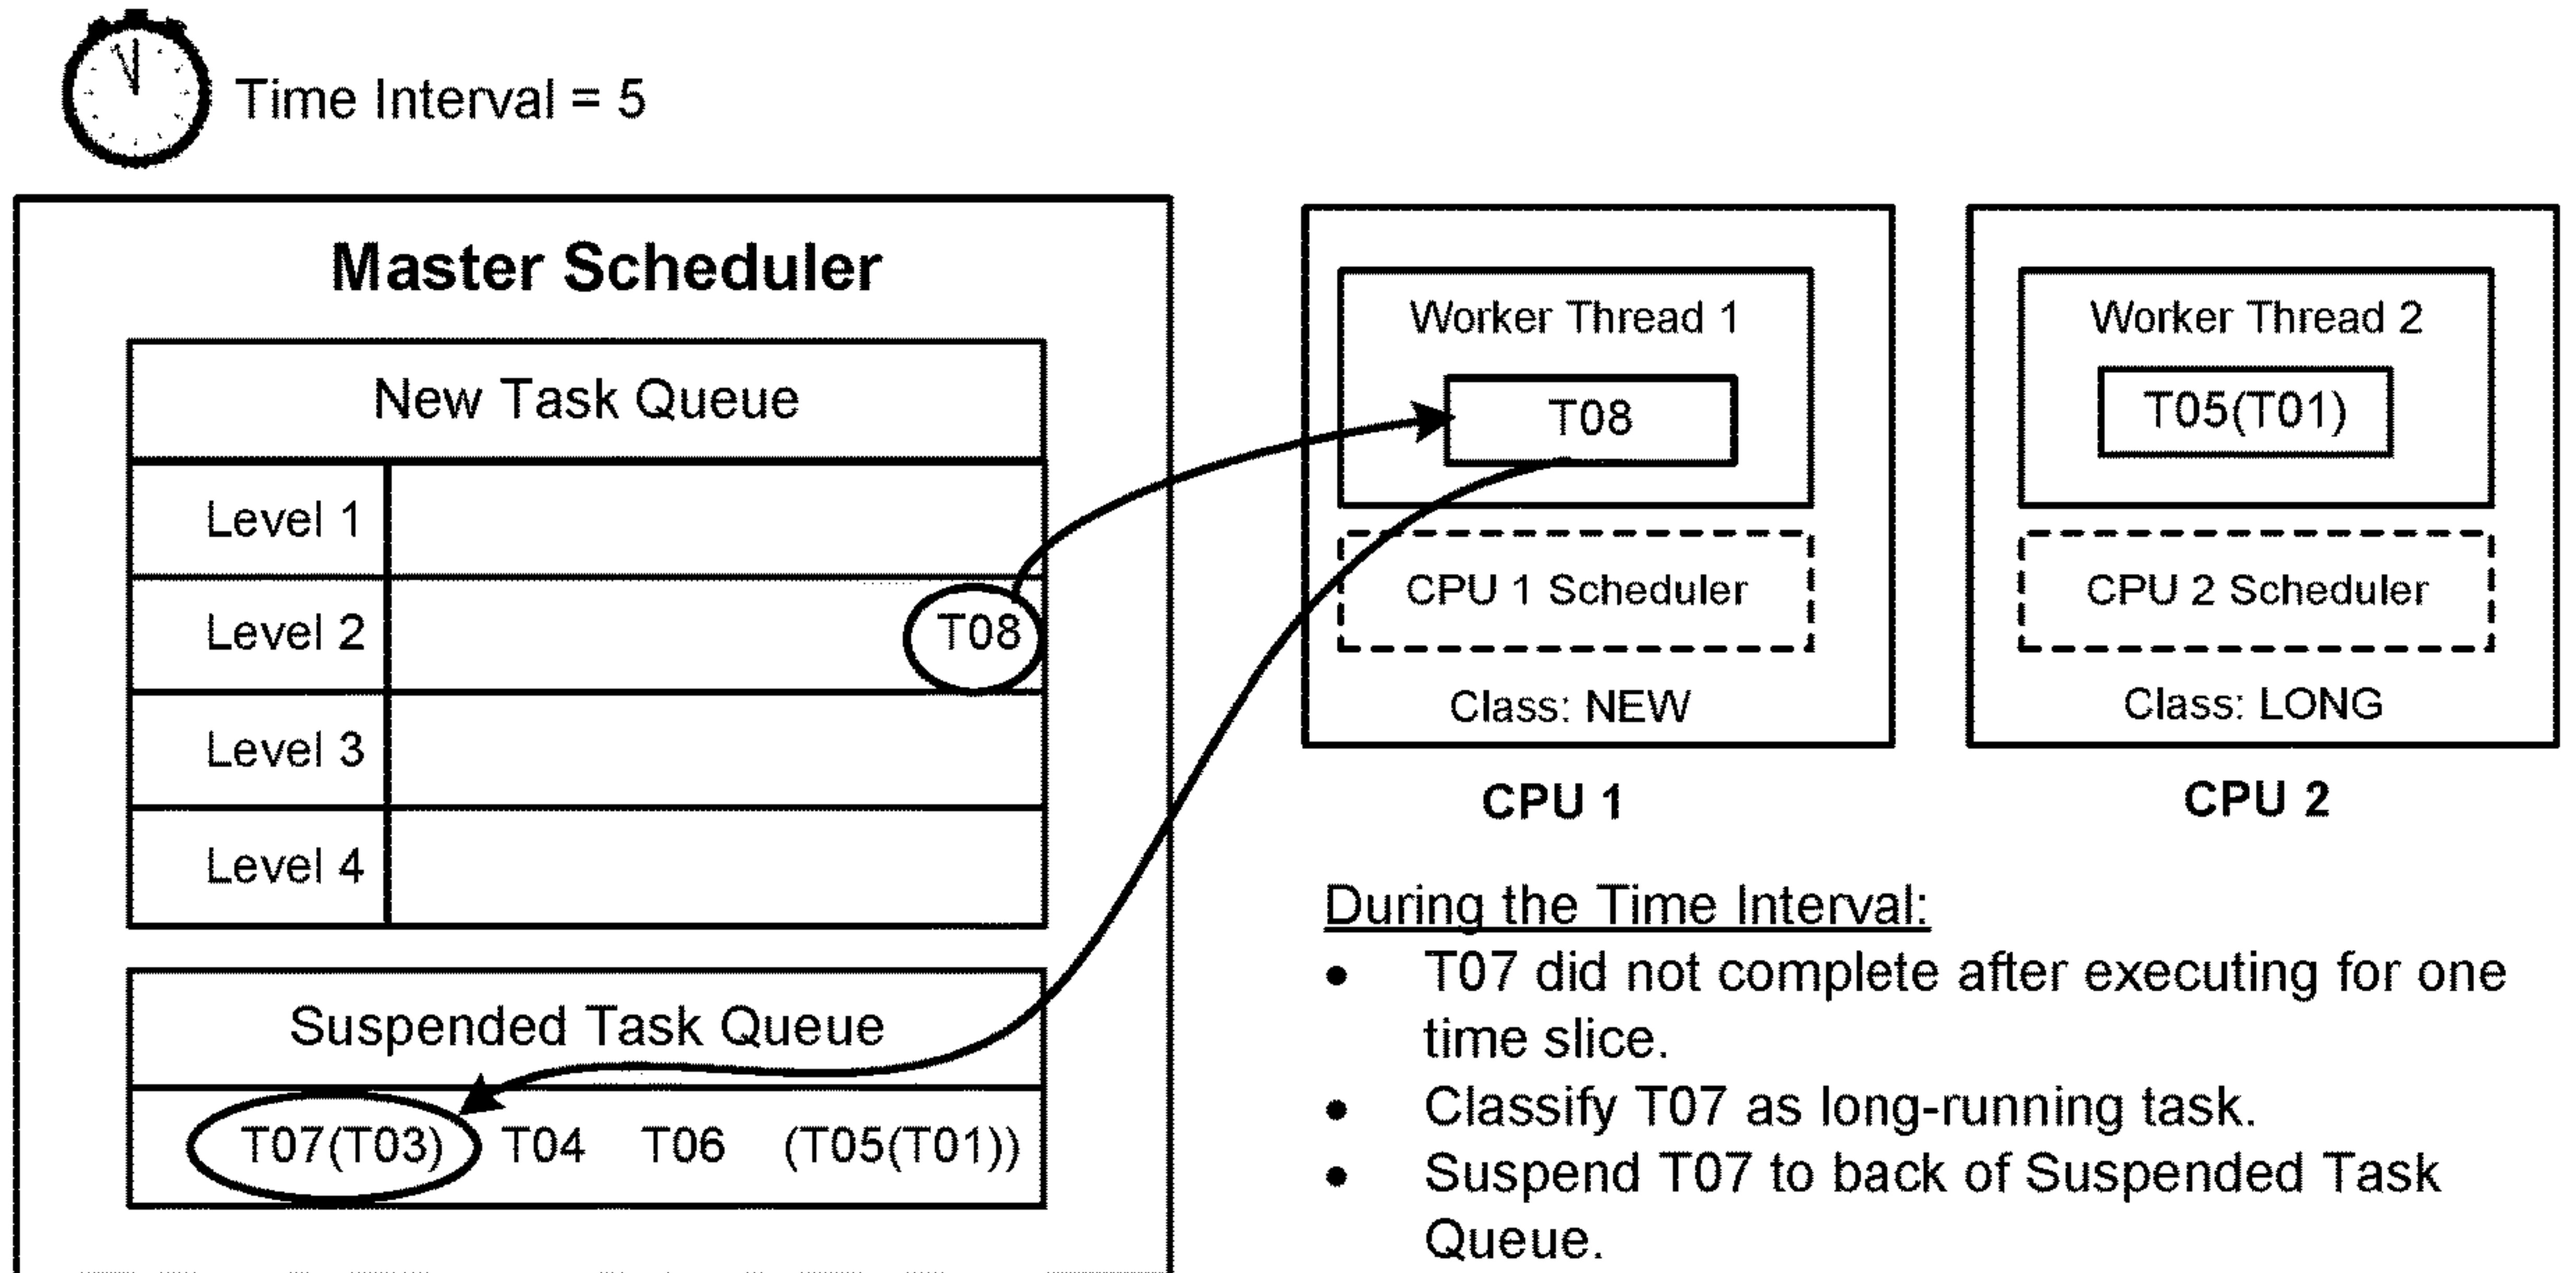 Time Interval = 5
Master Scheduler
New Task Queue
Level 1
Level 2 T08
Level 3
Level 4
Suspended Task Queue
T07(T03) T04 T06 (T05(T01))
Worker Thread 1
T08
CPU 1 Scheduler
Class: NEW
CPU 1
Worker Thread 2
T05(T01)
CPU 2 Scheduler
Class: LONG
CPU 2
During the Time Interval:
• T07 did not complete after executing for one
time slice.
• Classify T07 as long-running task.
• Suspend T07 to back of Suspended Task
Queue.